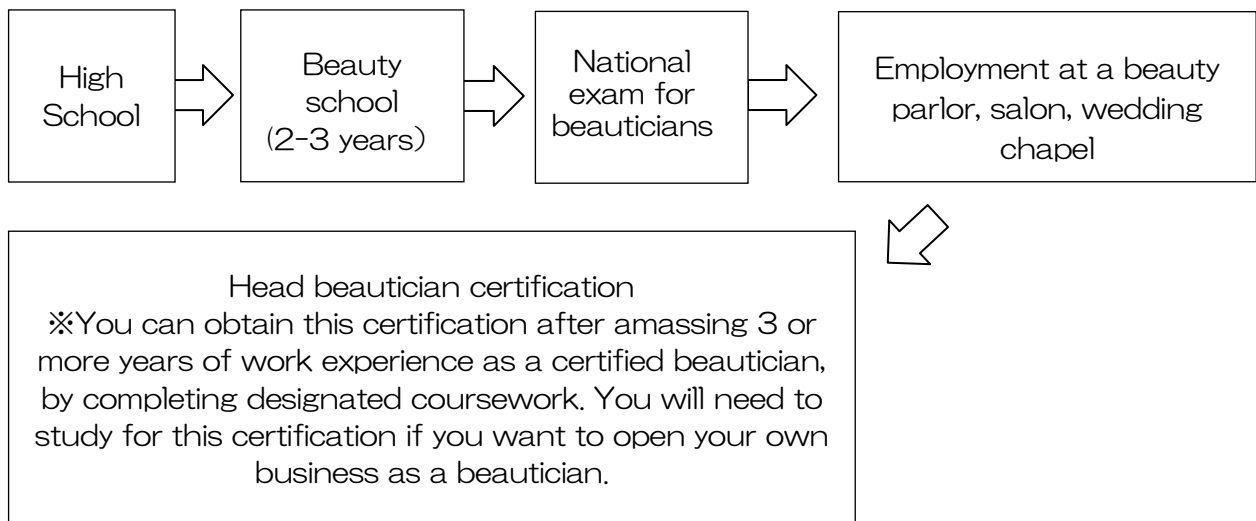 High
School
Beauty
school
(2-3 years)
National
exam for
beauticians
Employment at a beauty
parlor, salon, wedding
chapel
Head beautician certification
※You can obtain this certification after amassing 3 or
more years of work experience as a certified beautician,
by completing designated coursework. You will need to
study for this certification if you want to open your own
business as a beautician.